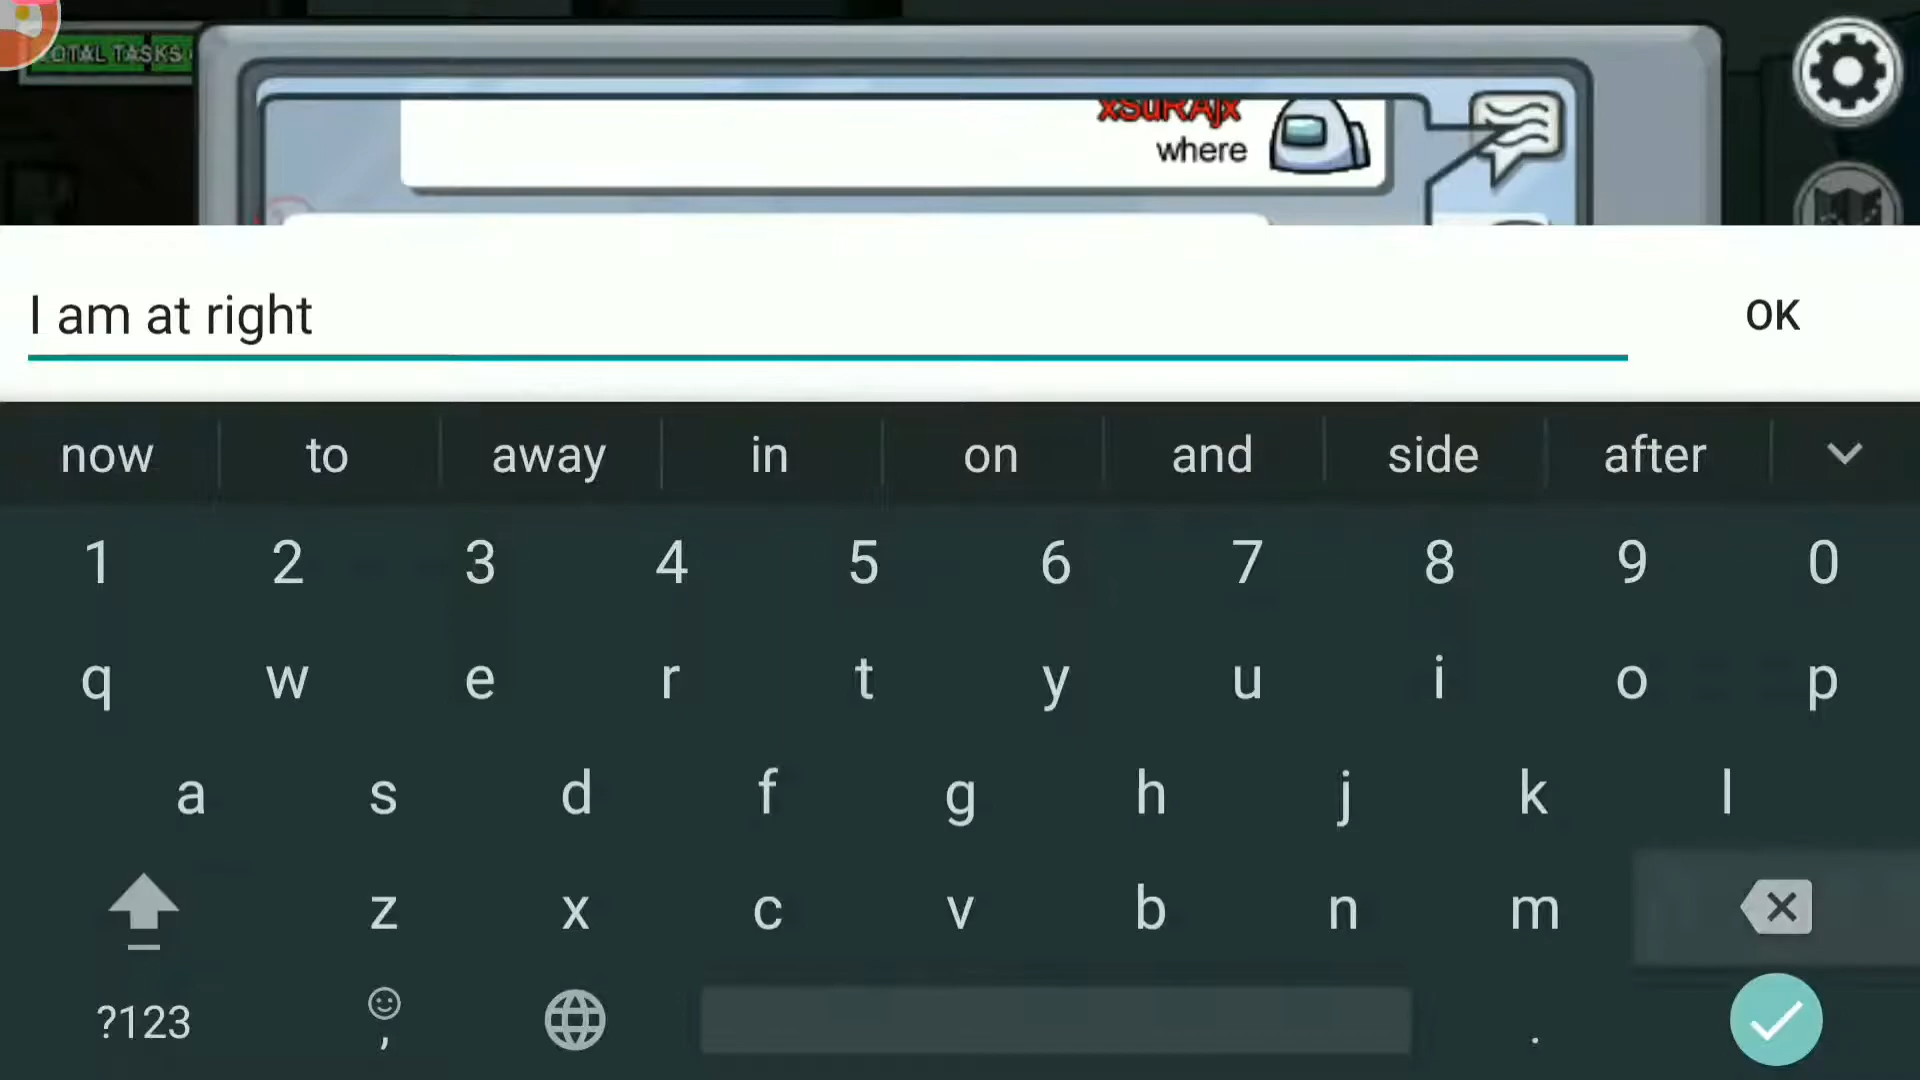 TOTAL TASKS
xSuRAjx
where
I am at right
OK
now to away in on and side after
1 2 3 4 5 6 7 8 9 0
q w e r t y u i o p
a s d f g h j k l
z x c v b n m
?123 , .